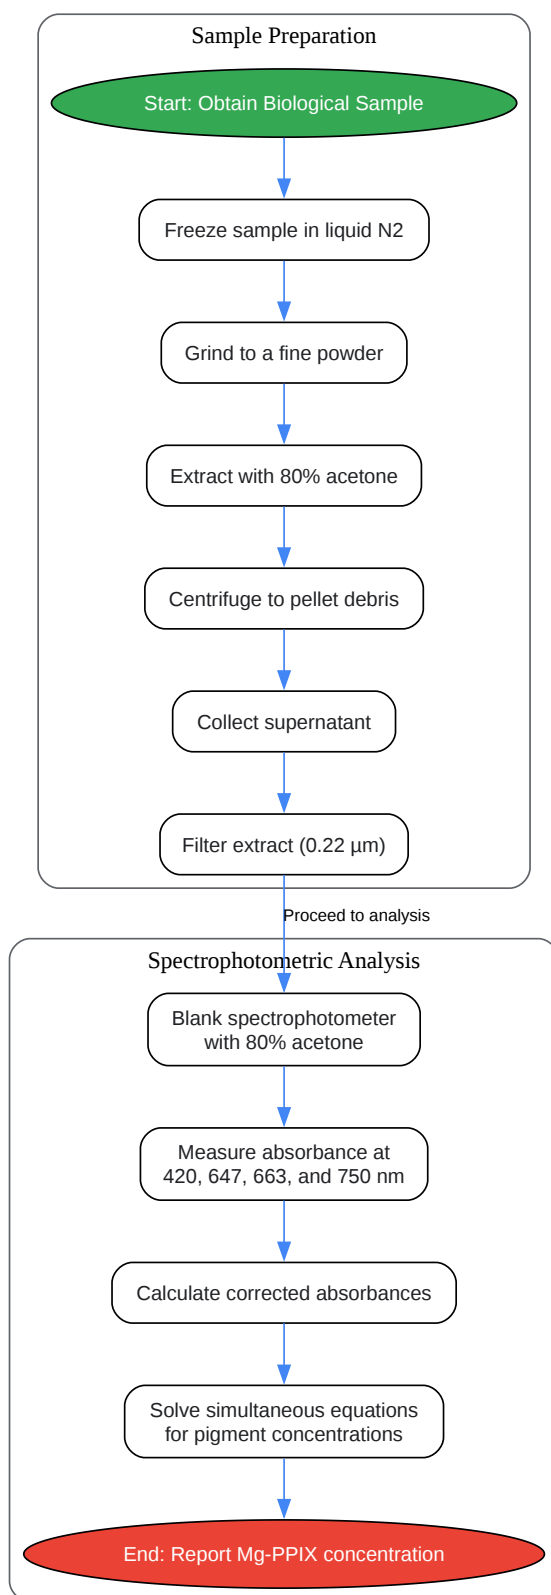 Sample Preparation
Start: Obtain Biological Sample
Freeze sample in liquid N2
Grind to a fine powder
Extract with 80% acetone
Centrifuge to pellet debris
Collect supernatant
Filter extract (0.22 µm)
Proceed to analysis
Spectrophotometric Analysis
Blank spectrophotometer
with 80% acetone
Measure absorbance at
420, 647, 663, and 750 nm
Calculate corrected absorbances
Solve simultaneous equations
for pigment concentrations
End: Report Mg-PPIX concentration